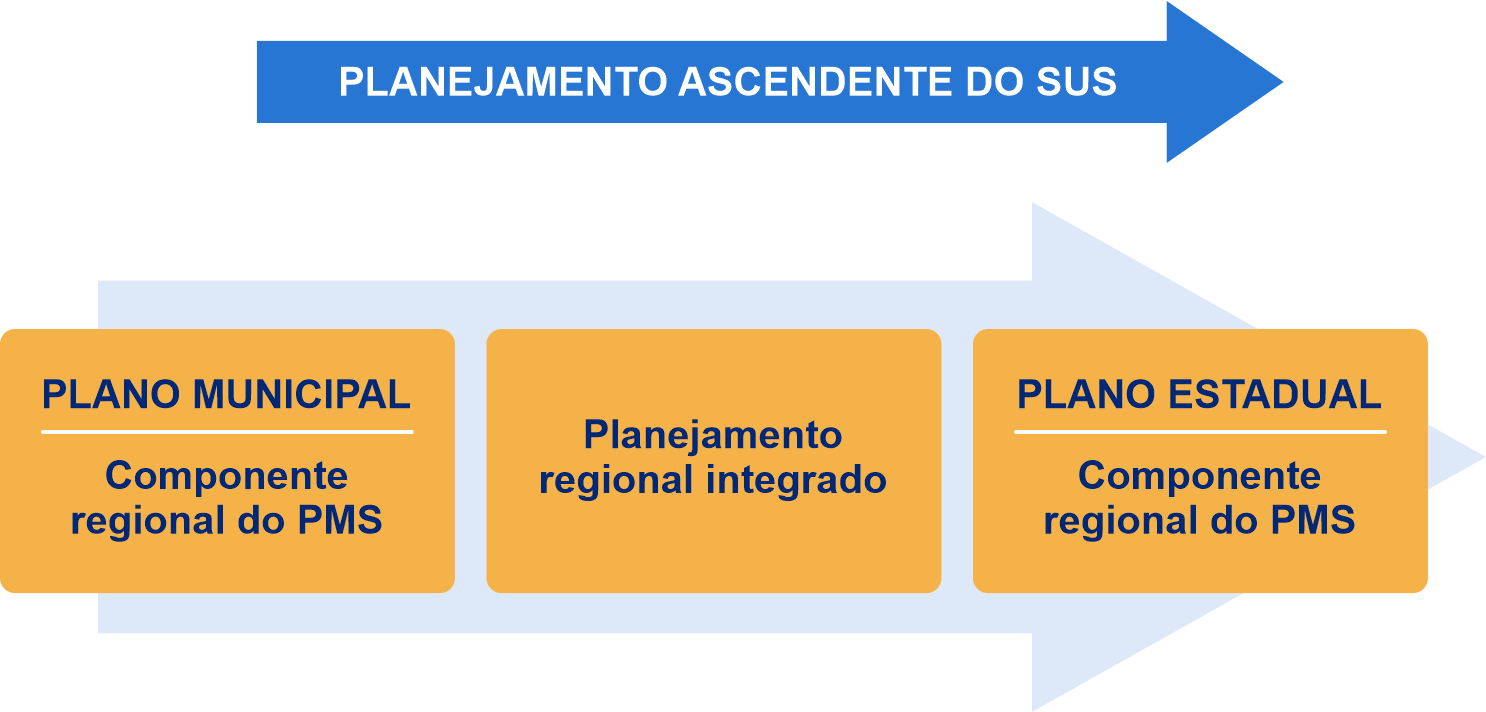 PLANEJAMENTO ASCENDENTE DO SUS
PLANO MUNICIPAL
Componente
regional do PMS
Planejamento
regional integrado
PLANO ESTADUAL
Componente
regional do PMS